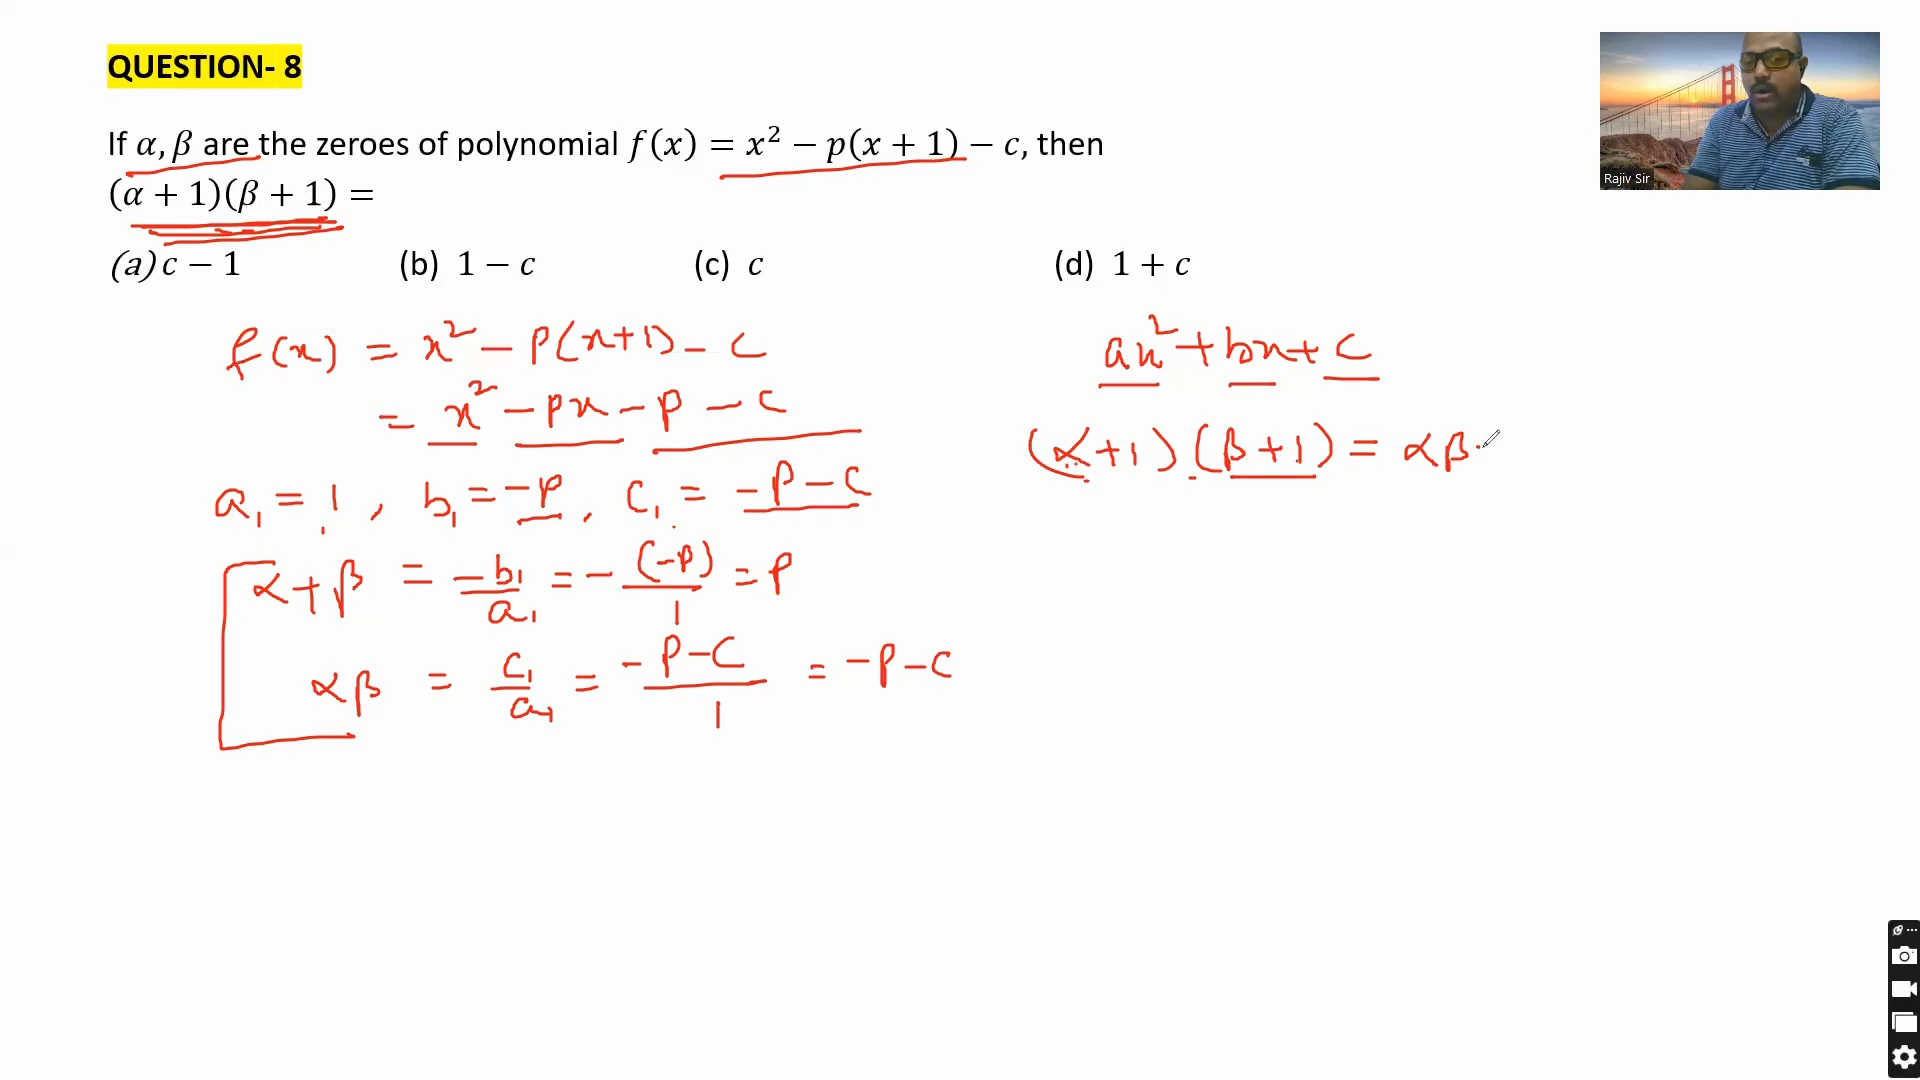 QUESTION- 8
If α, β are the zeroes of polynomial f(x) = x² − p(x + 1) − c, then
(α + 1)(β + 1) =
(a) c − 1 (b) 1 − c (c) c (d) 1 + c
f(x) = x² − p(x+1) − c
= x² − px − p − c
a₁ = 1, b₁ = −p, c₁ = −p − c
α + β = −b₁/a₁ = −(−p)/1 = p
αβ = c₁/a₁ = −p−c/1 = −p−c
ax² + bx + c
(α+1)(β+1) = αβ
Rajiv Sir